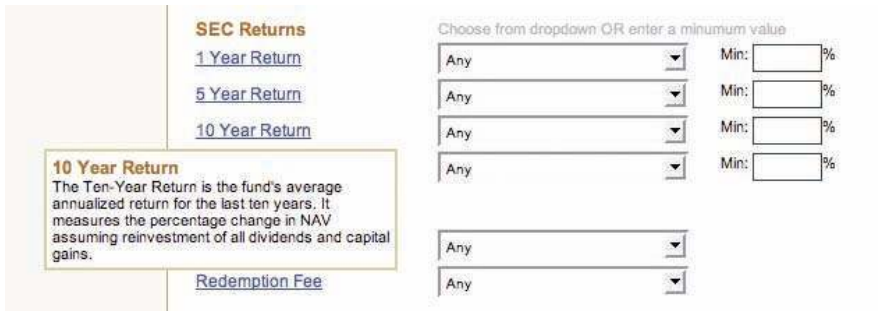 SEC Returns Choose from dropdown OR enter a minumum value
1 Year Return Any Min: %
5 Year Return Any Min: %
10 Year Return Any Min: %
Any Min: %
10 Year Return
The Ten-Year Return is the fund's average
annualized return for the last ten years. It
measures the percentage change in NAV
assuming reinvestment of all dividends and capital
gains.
Any
Redemption Fee Any